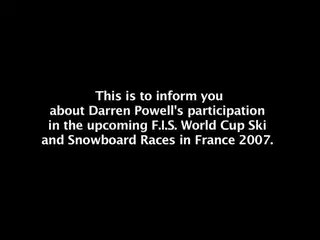 This is to inform you
about Darren Powell's participation
in the upcoming F.I.S. World Cup Ski
and Snowboard Races in France 2007.